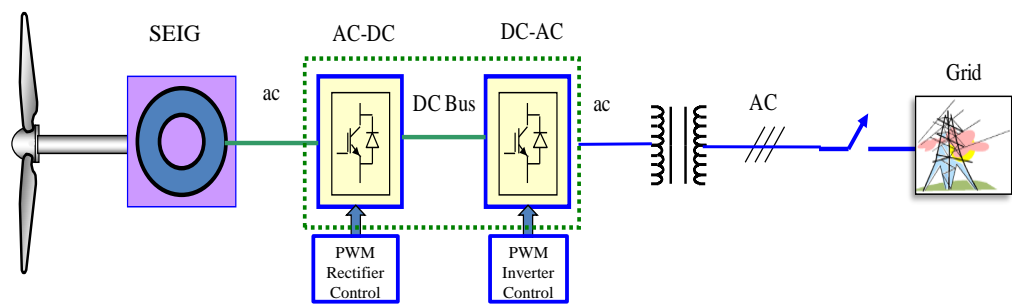 SEIG
AC-DC
DC-AC
Grid
ac
DC Bus
ac
AC
PWM
Rectifier
Control
PWM
Inverter
Control